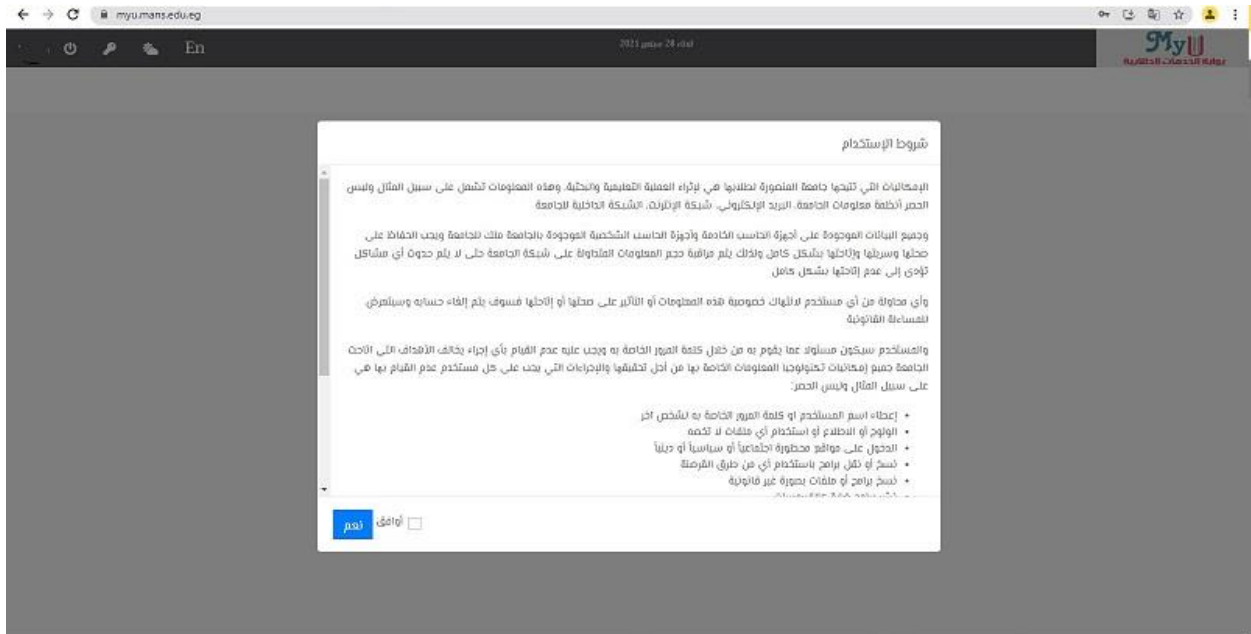 myu.mans.edu.eg
En
28 سبتمبر 2021
MyU
بوابة الخدمات الطلابية
شروط الإستخدام
الإمكانيات التي تتيحها جامعة المنصورة لطلابها هي لإثراء العملية التعليمية والبحثية. وهذه المعلومات تشمل على سبيل المثال وليس
الحصر أنظمة معلومات الجامعة، البريد الإلكتروني، شبكة الإنترنت، الشبكة الداخلية للجامعة
وجميع البيانات الموجودة على أجهزة الحاسب الخادمة وأجهزة الحاسب الشخصية الموجودة بالجامعة ملك للجامعة ويجب الحفاظ على
صحتها وسريتها وإتاحتها بشكل كامل ولذلك يتم مراقبة حجم المعلومات المتداولة على شبكة الجامعة حتى لا يتم حدوث أي مشاكل
تؤدى إلى عدم إتاحتها بشكل كامل
وأي محاولة من أي مستخدم لانتهاك خصوصية هذه المعلومات أو التأثير على صحتها أو إتاحتها فسوف يتم إلغاء حسابه وسيتعرض
للمساءلة القانونية
والمستخدم سيكون مسئولا عما يقوم به من خلال كلمة المرور الخاصة به ويجب عليه عدم القيام بأي إجراء يخالف الأهداف التي اتاحت
الجامعة جميع إمكانيات تكنولوجيا المعلومات الخاصة بها من أجل تحقيقها والإجراءات التي يجب على كل مستخدم عدم القيام بها هي
على سبيل المثال وليس الحصر:
• إعطاء اسم المستخدم او كلمة المرور الخاصة به لشخص اخر
• الولوج أو الاطلاع أو استخدام أي ملفات لا تخصه
• الدخول على مواقع محظورة اجتماعياً أو سياسياً أو دينياً
• نسخ أو نقل برامج باستخدام أي من طرق القرصنة
• نسخ برامج أو ملفات بصورة غير قانونية
أوافق
نعم